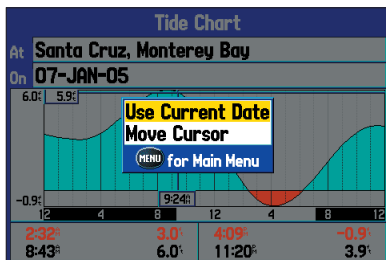 Tide Chart
At Santa Cruz, Monterey Bay
On 07-JAN-05
6.0ft 5.9ft
Use Current Date
Move Cursor
MENU for Main Menu
-0.9ft 9:24A
12 4 8 12 4 8 12
2:32A 3.0ft 4:09P -0.9ft
8:43A 6.0ft 11:20P 3.9ft